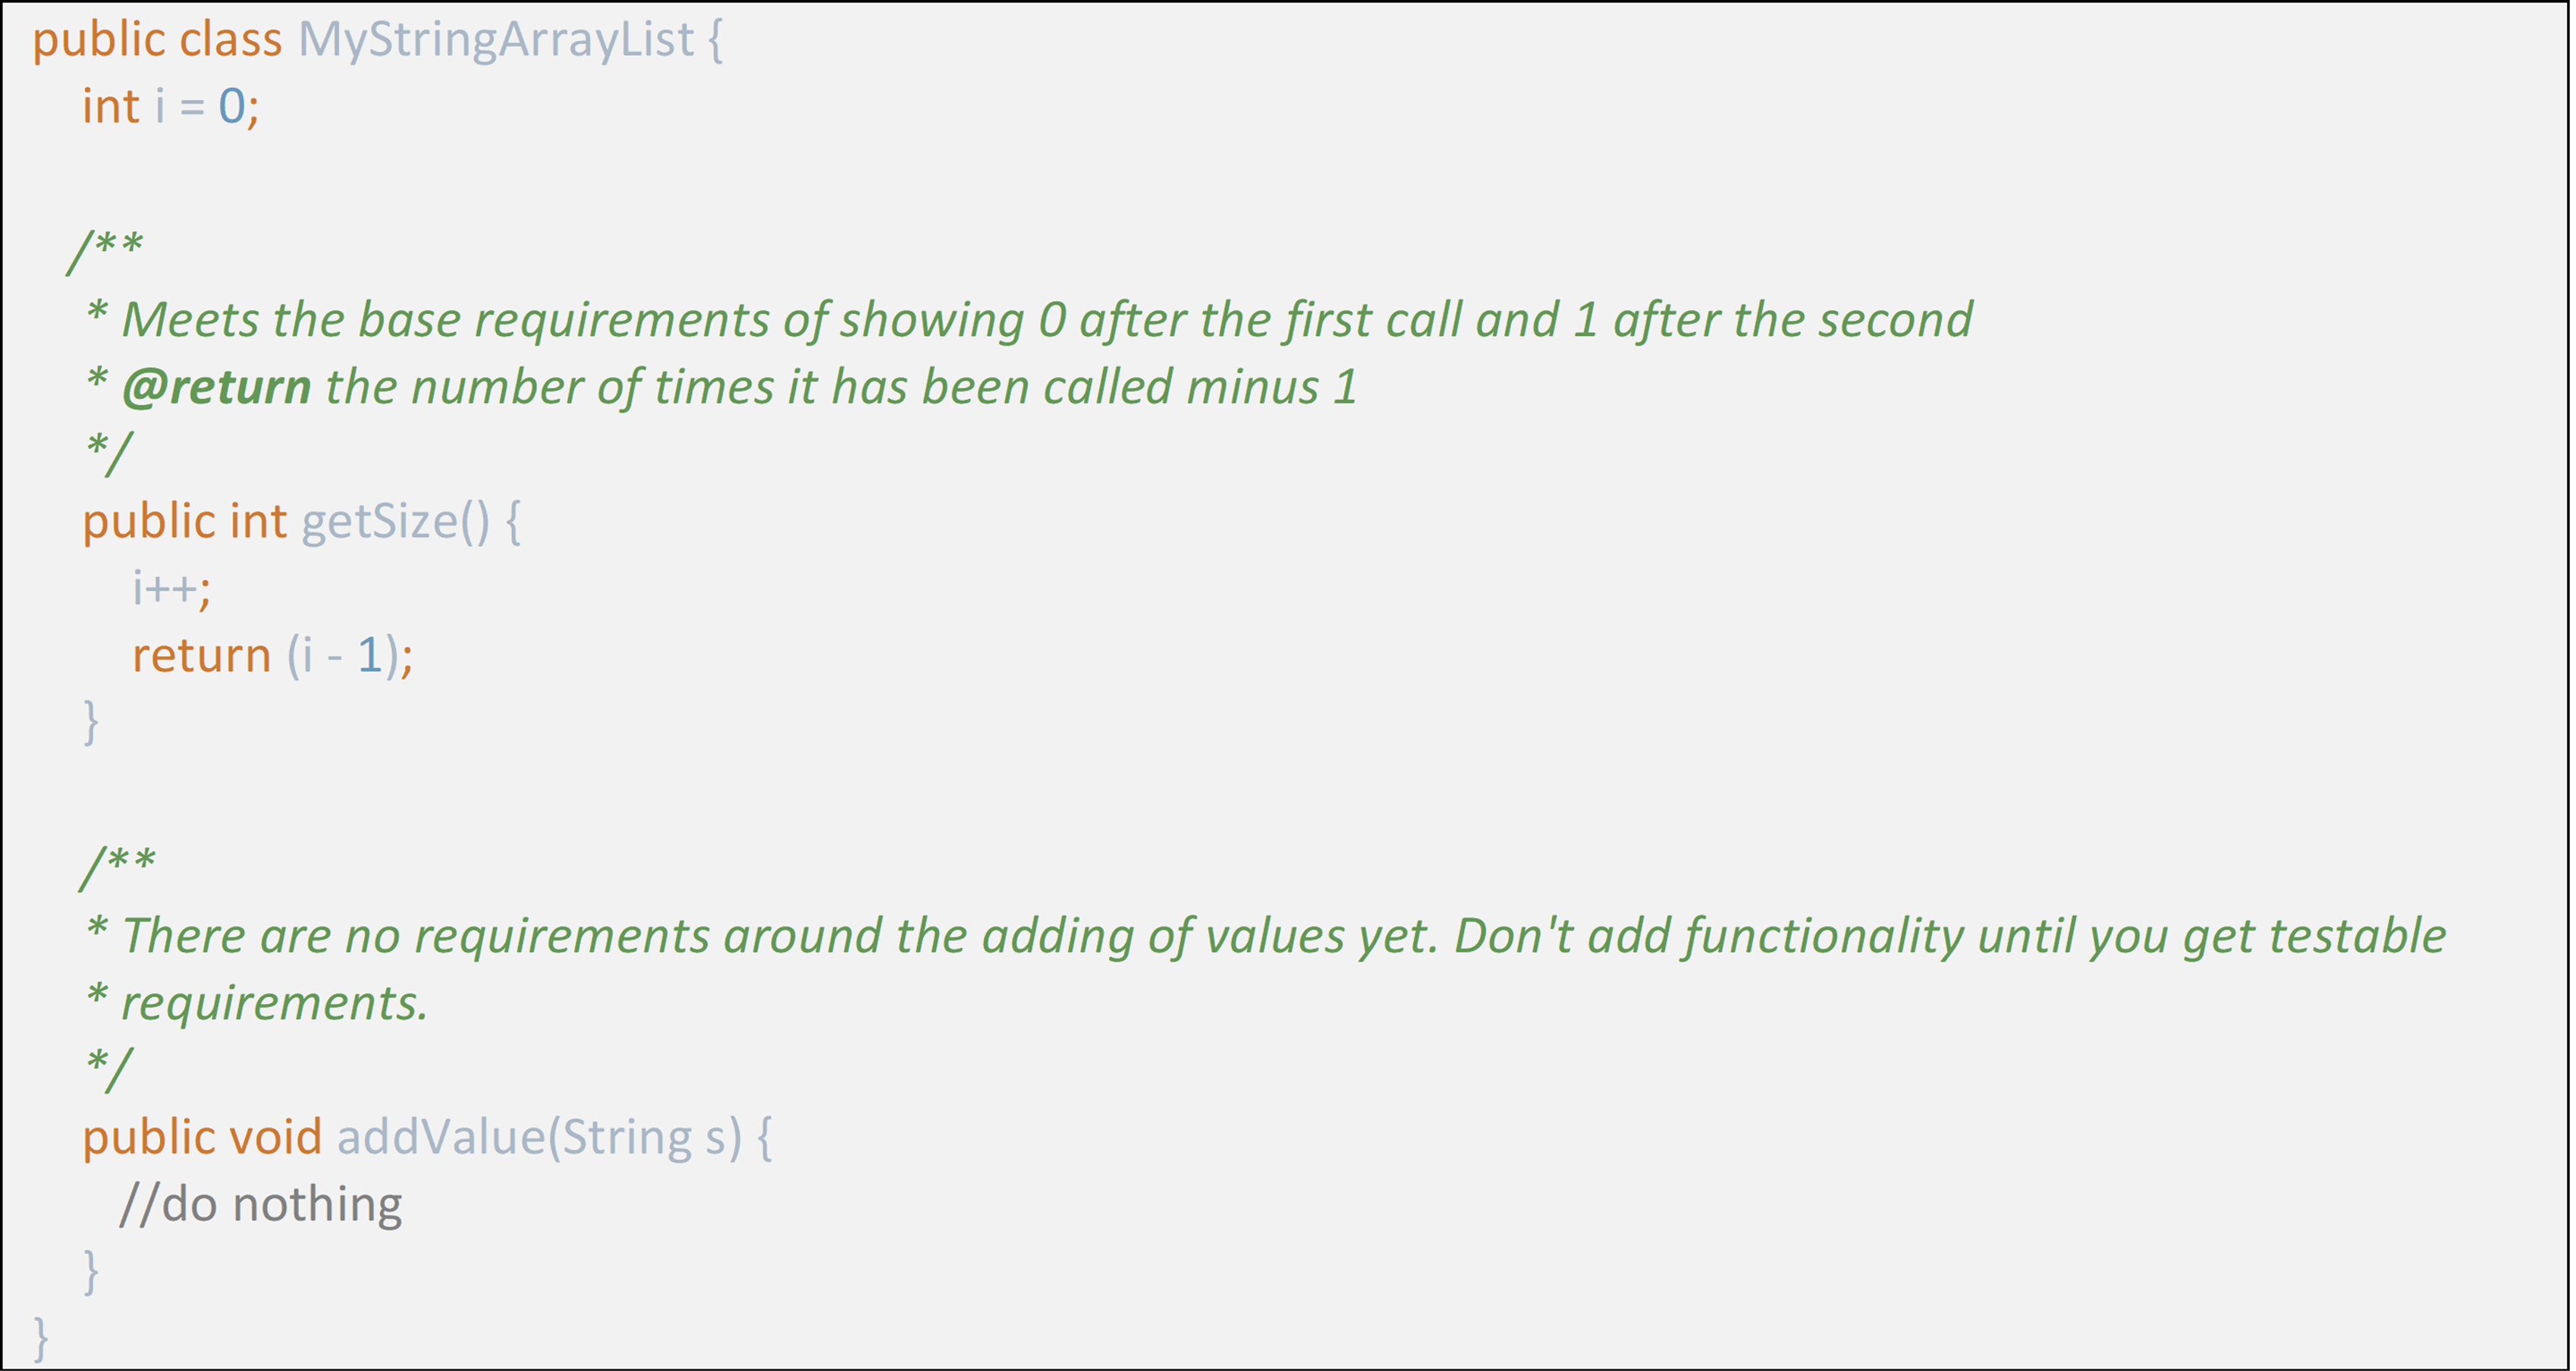 public class MyStringArrayList {
int i = 0;
/**
* Meets the base requirements of showing 0 after the first call and 1 after the second
* @return the number of times it has been called minus 1
*/
public int getSize() {
i++;
return (i - 1);
}
/**
* There are no requirements around the adding of values yet. Don't add functionality until you get testable
* requirements.
*/
public void addValue(String s) {
//do nothing
}
}